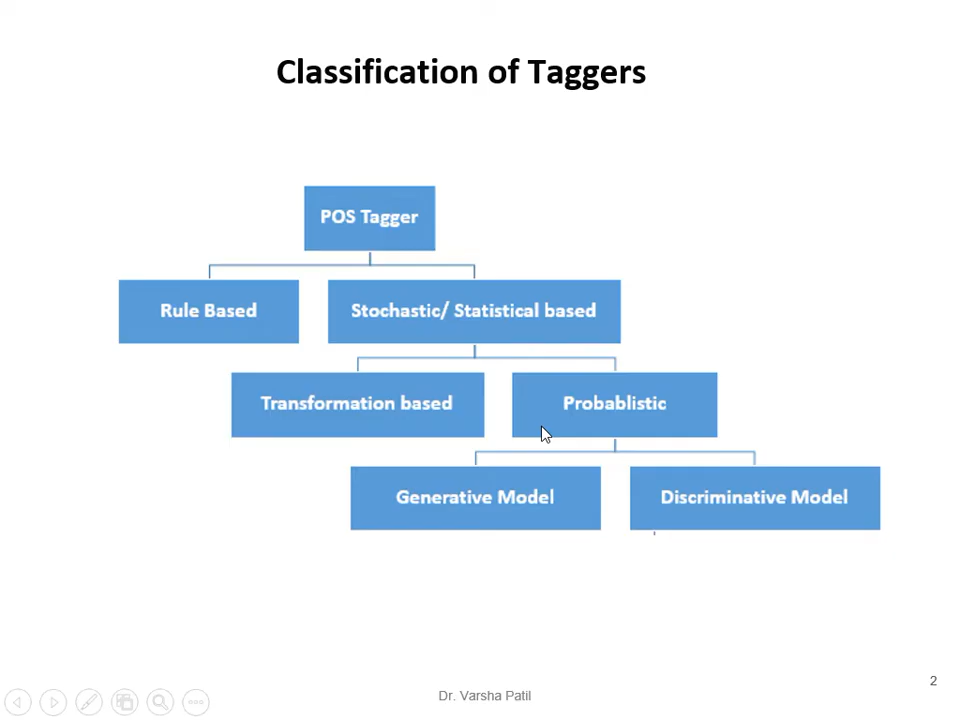 Classification of Taggers
POS Tagger
Rule Based
Stochastic/ Statistical based
Transformation based
Probablistic
Generative Model
Discriminative Model
Dr. Varsha Patil
2